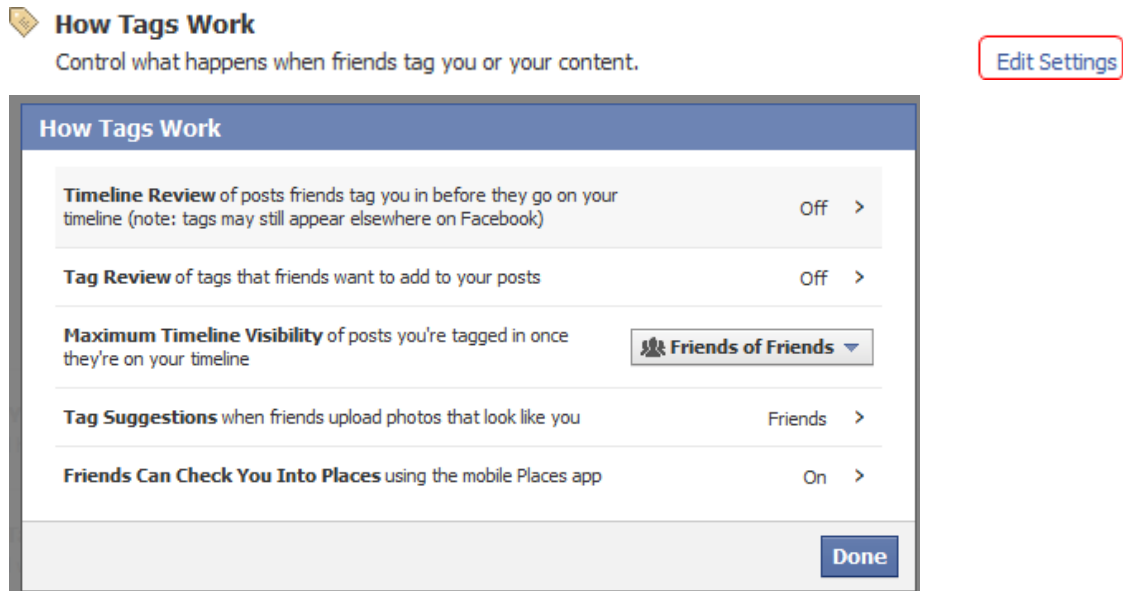 How Tags Work
Control what happens when friends tag you or your content.
Edit Settings
How Tags Work
Timeline Review of posts friends tag you in before they go on your
timeline (note: tags may still appear elsewhere on Facebook)
Off >
Tag Review of tags that friends want to add to your posts
Off >
Maximum Timeline Visibility of posts you're tagged in once
they're on your timeline
Friends of Friends
Tag Suggestions when friends upload photos that look like you
Friends >
Friends Can Check You Into Places using the mobile Places app
On >
Done